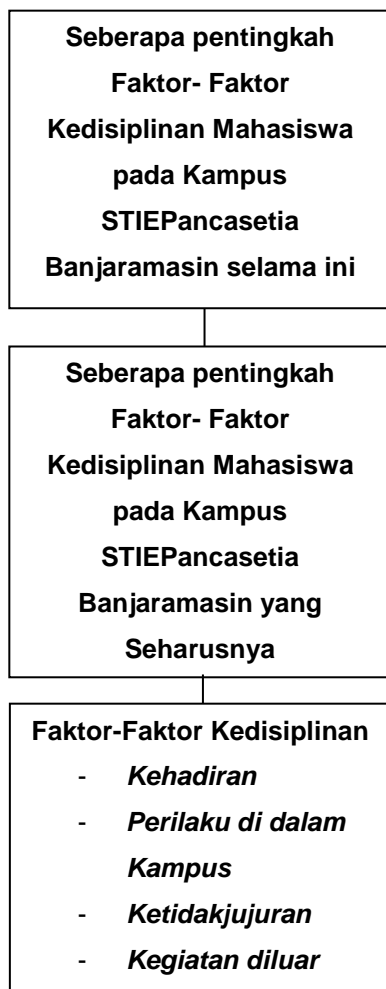 Seberapa pentingkah
Faktor- Faktor
Kedisiplinan Mahasiswa
pada Kampus
STIEPancasetia
Banjaramasin selama ini
Seberapa pentingkah
Faktor- Faktor
Kedisiplinan Mahasiswa
pada Kampus
STIEPancasetia
Banjaramasin yang
Seharusnya
Faktor-Faktor Kedisiplinan
- Kehadiran
- Perilaku di dalam
Kampus
- Ketidakjujuran
- Kegiatan diluar